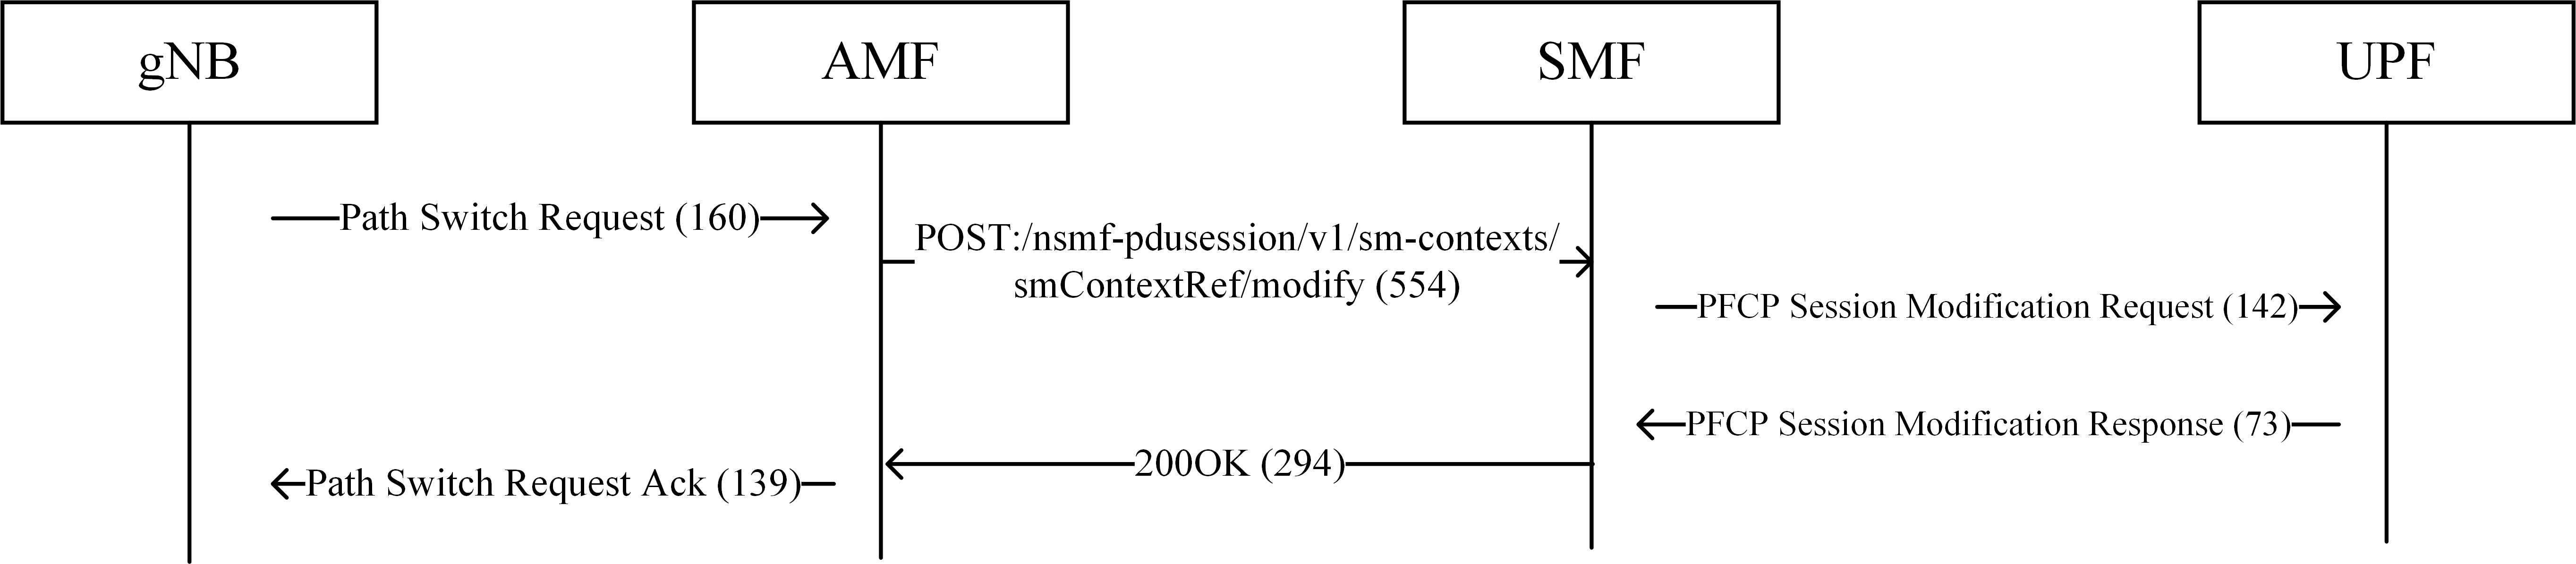 gNB
AMF
SMF
UPF
Path Switch Request (160)
POST:/nsmf-pdusession/v1/sm-contexts/
smContextRef/modify (554)
PFCP Session Modification Request (142)
PFCP Session Modification Response (73)
200OK (294)
Path Switch Request Ack (139)